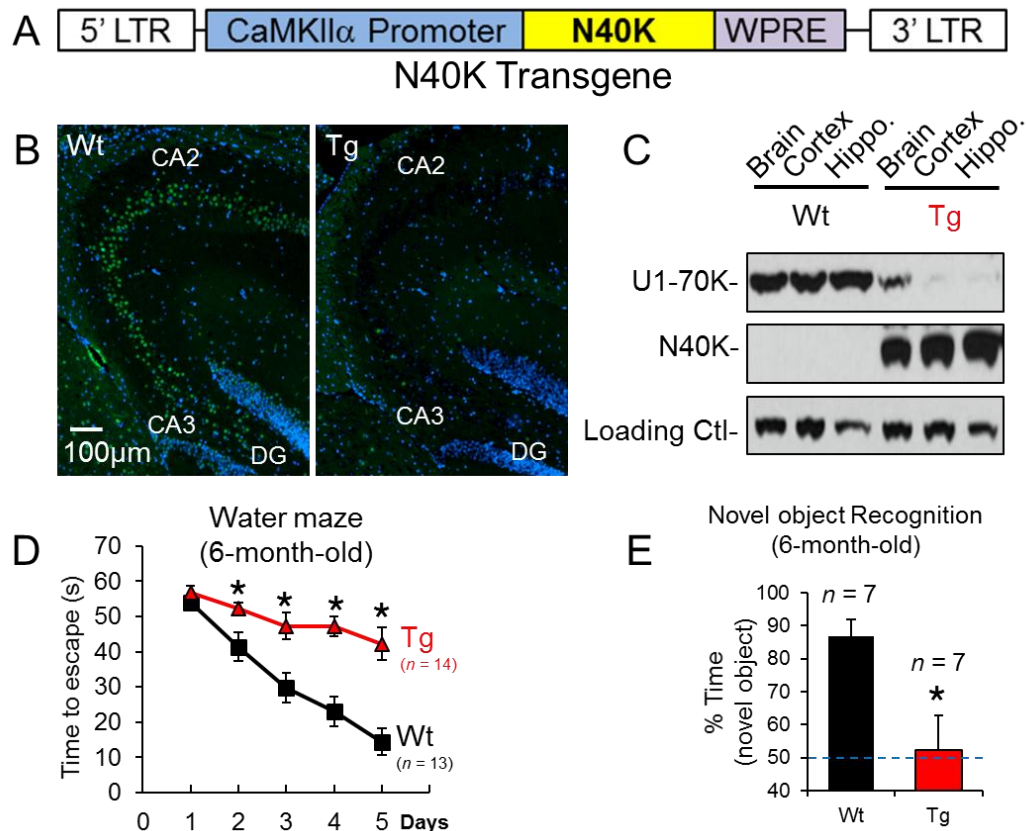 A
5' LTR
CaMKIIα Promoter
N40K
WPRE
3' LTR
N40K Transgene
B
Wt
CA2
CA3
100µm
DG
Tg
CA2
CA3
DG
C
Brain
Cortex
Hippo.
Brain
Cortex
Hippo.
Wt
Tg
U1-70K-
N40K-
Loading Ctl-
D
Water maze
(6-month-old)
Time to escape (s)
70
60
50
40
30
20
10
0
* * * *
Tg
(n = 14)
Wt
(n = 13)
0 1 2 3 4 5 Days
E
Novel object Recognition
(6-month-old)
% Time
(novel object)
100
90
80
70
60
50
40
n = 7
n = 7
*
Wt
Tg